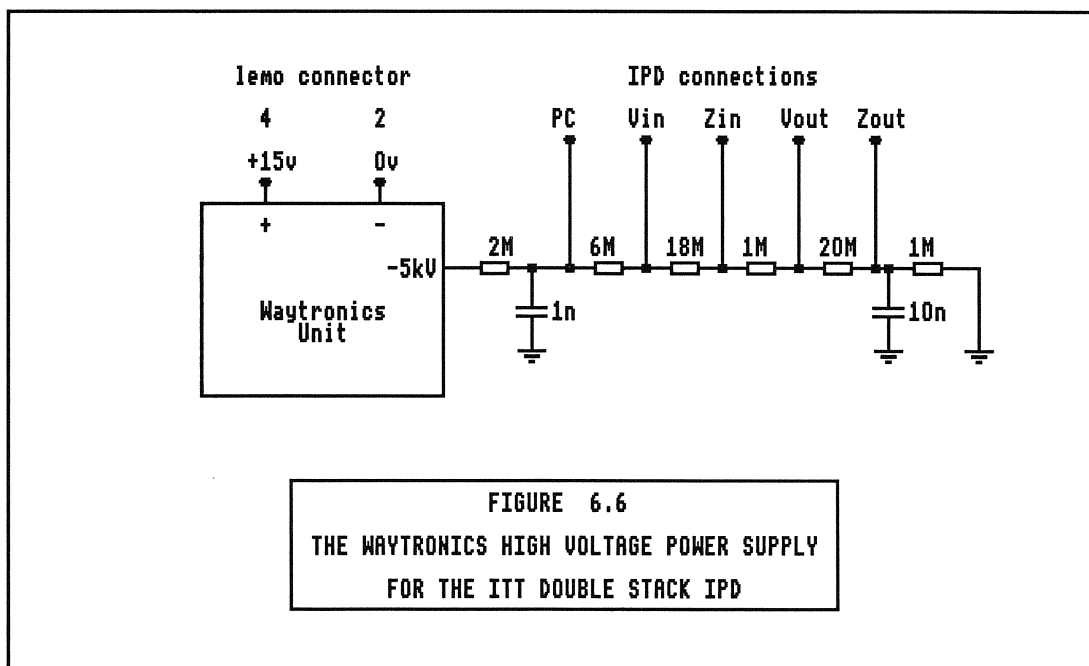 lemo connector
IPD connections
4 2
PC Vin Zin Vout Zout
+15v 0v
+ -
-5kV
2M 6M 18M 1M 20M 1M
Waytronics
Unit
1n
10n
FIGURE 6.6
THE WAYTRONICS HIGH VOLTAGE POWER SUPPLY
FOR THE ITT DOUBLE STACK IPD